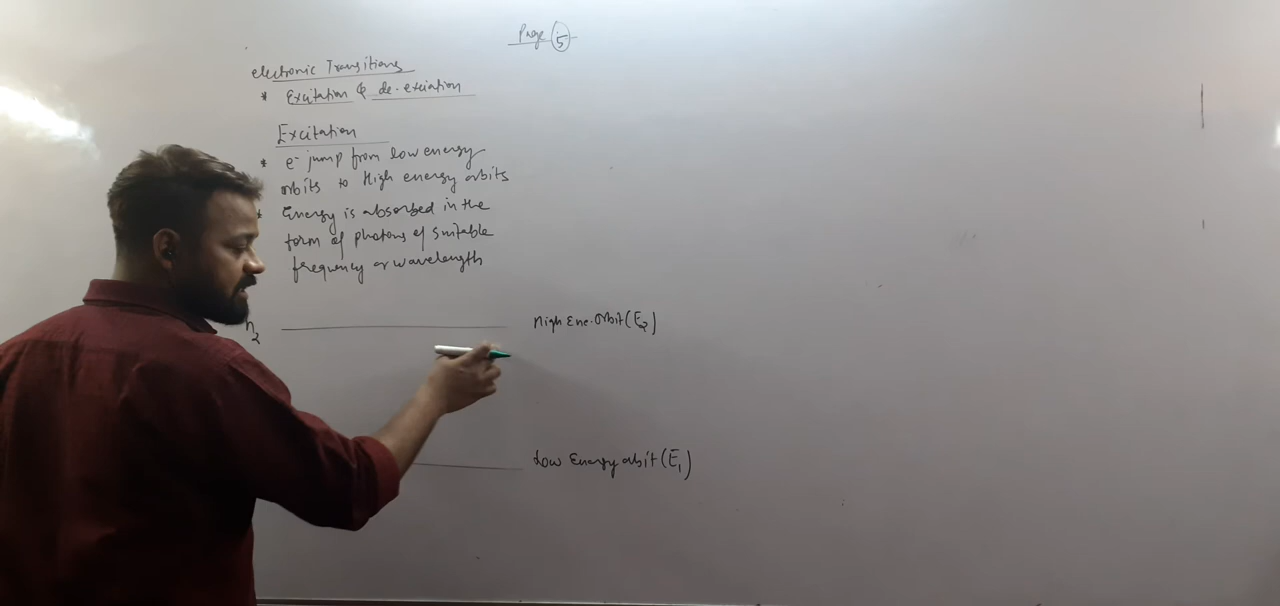 Page 5
electronic Transitions
* Excitation & de-exciation
Excitation
* e- jump from low energy
orbits to High energy orbits
* Energy is absorbed in the
form of photons of suitable
frequency or wavelength
n2 High Ene. Orbit (E2)
Low Energy orbit (E1)